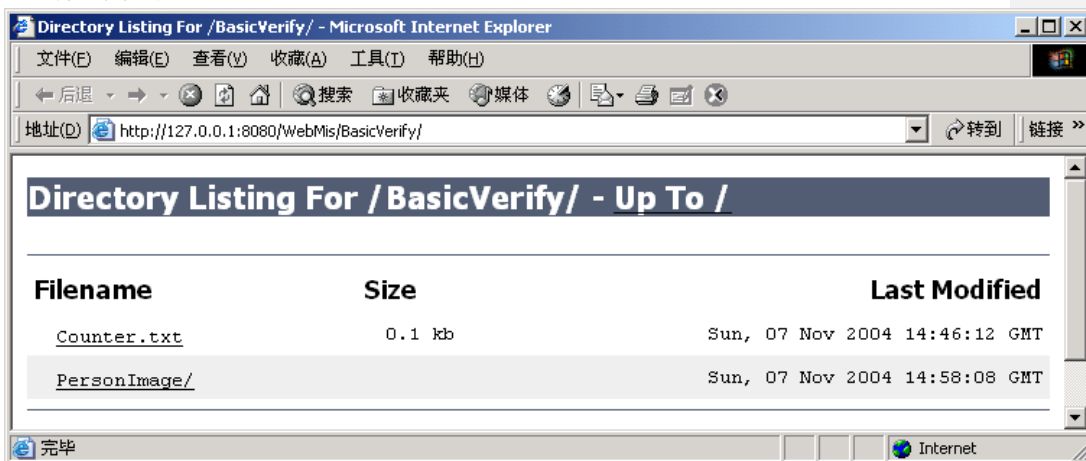 Directory Listing For /BasicVerify/ - Microsoft Internet Explorer
文件(F) 编辑(E) 查看(V) 收藏(A) 工具(T) 帮助(H)
后退 搜索 收藏夹 媒体
地址(D) http://127.0.0.1:8080/WebMis/BasicVerify/ 转到 链接 »
Directory Listing For /BasicVerify/ - Up To /
Filename Size Last Modified
Counter.txt 0.1 kb Sun, 07 Nov 2004 14:46:12 GMT
PersonImage/ Sun, 07 Nov 2004 14:58:08 GMT
完毕 Internet